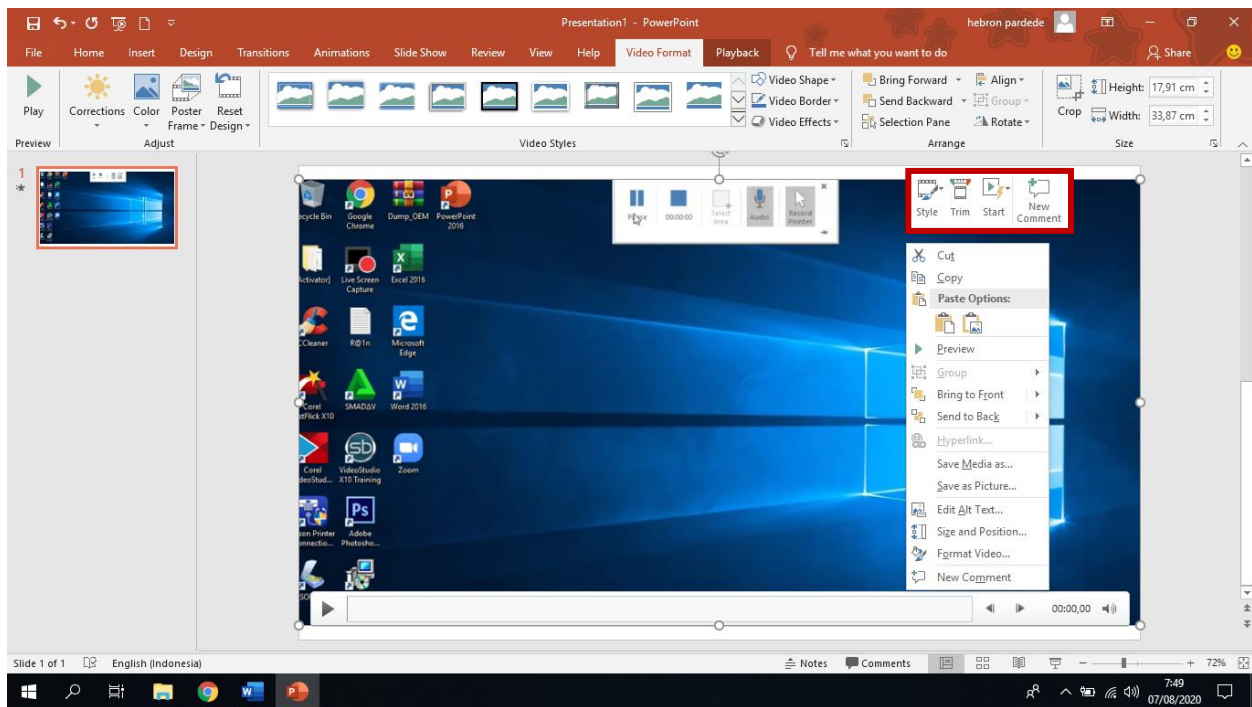 Presentation1 - PowerPoint
hebron pardede
File Home Insert Design Transitions Animations Slide Show Review View Help Video Format Playback Tell me what you want to do Share
Play
Corrections
Color
Poster Frame
Reset Design
Video Shape
Video Border
Video Effects
Bring Forward
Send Backward
Selection Pane
Align
Group
Rotate
Crop
Height: 17,91 cm
Width: 33,87 cm
Preview Adjust Video Styles Arrange Size
1
Google Chrome
Dump_OEM
PowerPoint 2016
Live Screen Capture
Excel 2016
R@1n
Microsoft Edge
SMADAV
Word 2016
Corel
VideoStudio X10 Training
Zoom
Adobe Photosho...
00:00:00
Select Area
Audio
Record Pointer
Style
Trim
Start
New Comment
Cut
Copy
Paste Options:
Preview
Group
Bring to Front
Send to Back
Hyperlink...
Save Media as...
Save as Picture...
Edit Alt Text...
Size and Position...
Format Video...
New Comment
00:00,00
Slide 1 of 1 English (Indonesia) Notes Comments 72%
7:49
07/08/2020